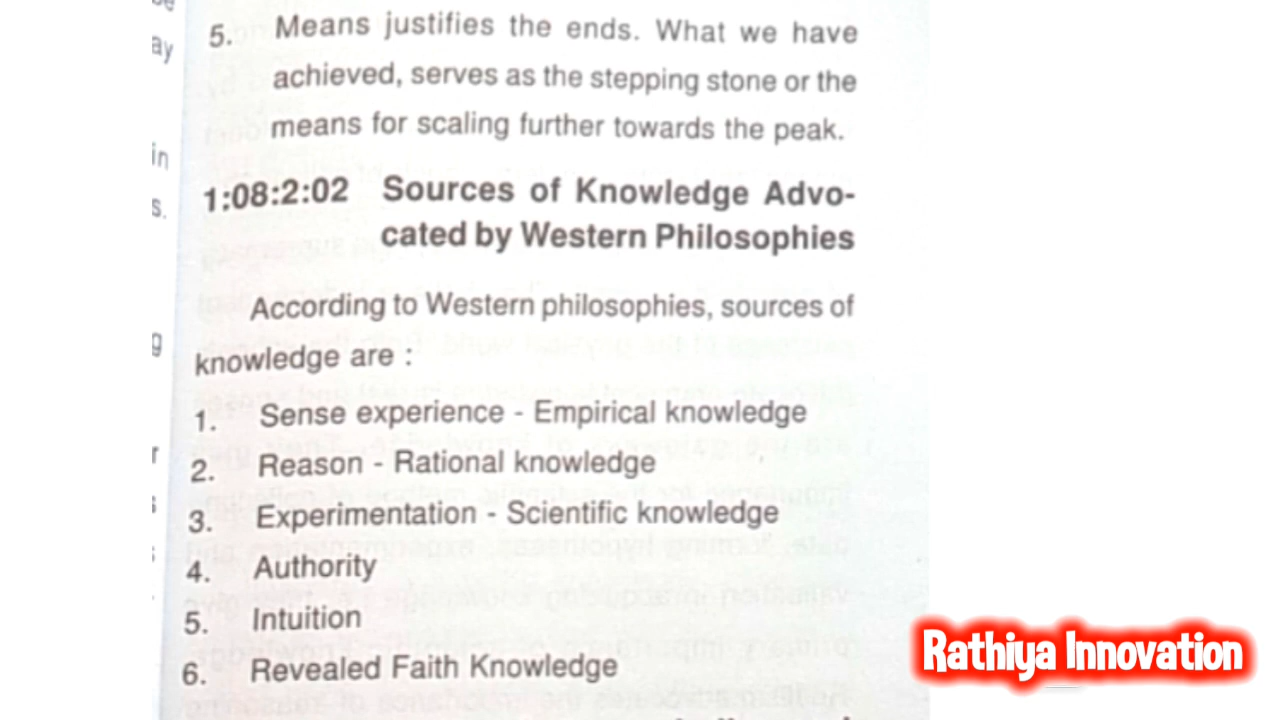 5. Means justifies the ends. What we have
achieved, serves as the stepping stone or the
means for scaling further towards the peak.
1:08:2:02 Sources of Knowledge Advo-
cated by Western Philosophies
According to Western philosophies, sources of
knowledge are :
1. Sense experience - Empirical knowledge
2. Reason - Rational knowledge
3. Experimentation - Scientific knowledge
4. Authority
5. Intuition
6. Revealed Faith Knowledge
Rathiya Innovation